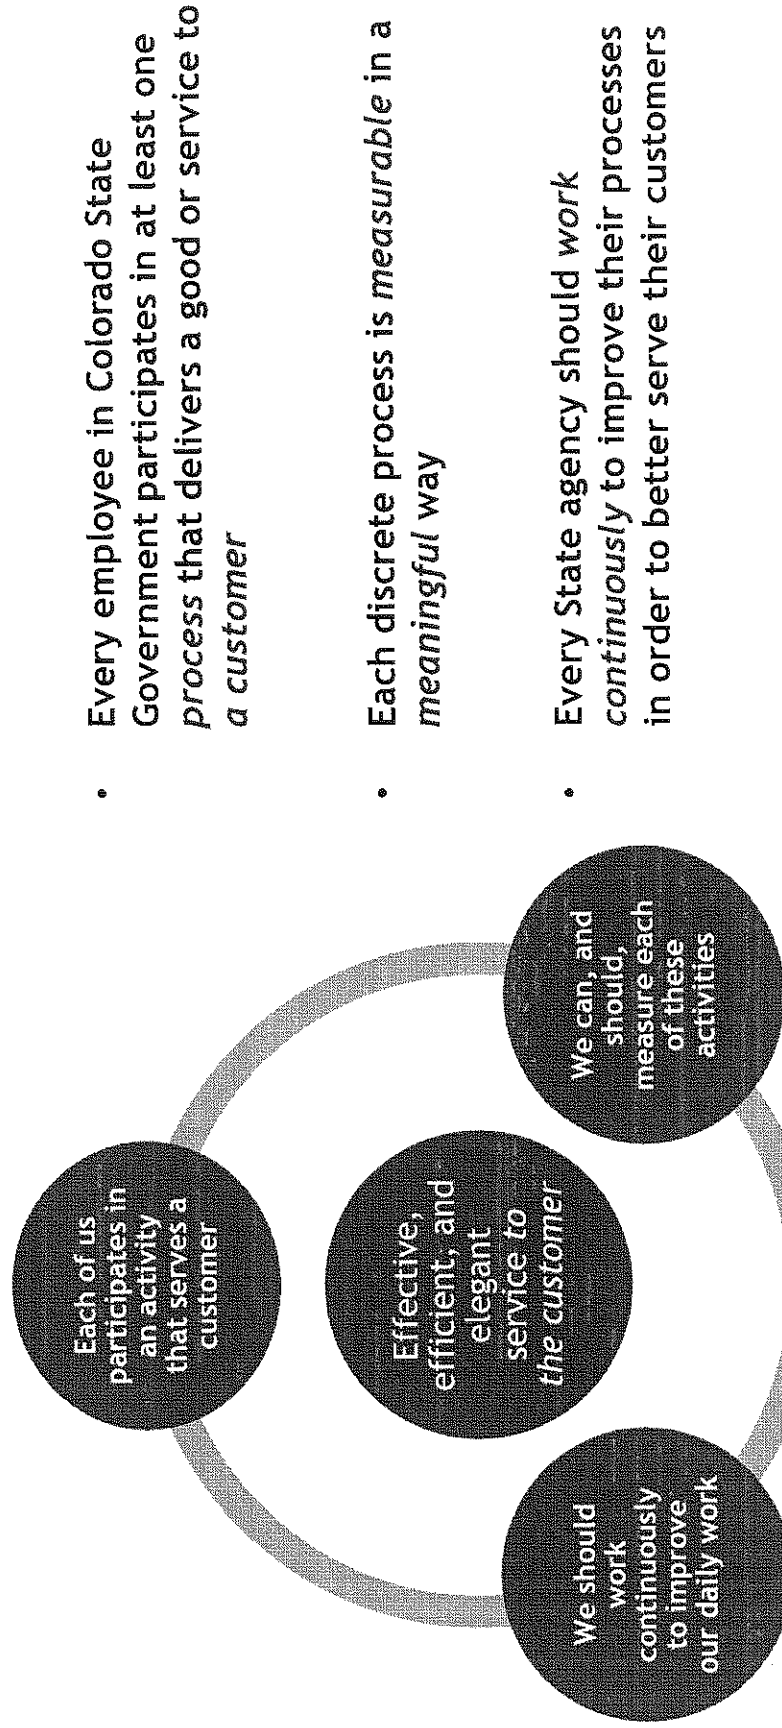 Each of us
participates in
an activity
that serves a
customer
Effective,
efficient, and
elegant
service to
the customer
We should
work
continuously
to improve
our daily work
We can, and
should,
measure each
of these
activities
• Every employee in Colorado State
Government participates in at least one
process that delivers a good or service to
a customer
• Each discrete process is measurable in a
meaningful way
• Every State agency should work
continuously to improve their processes
in order to better serve their customers